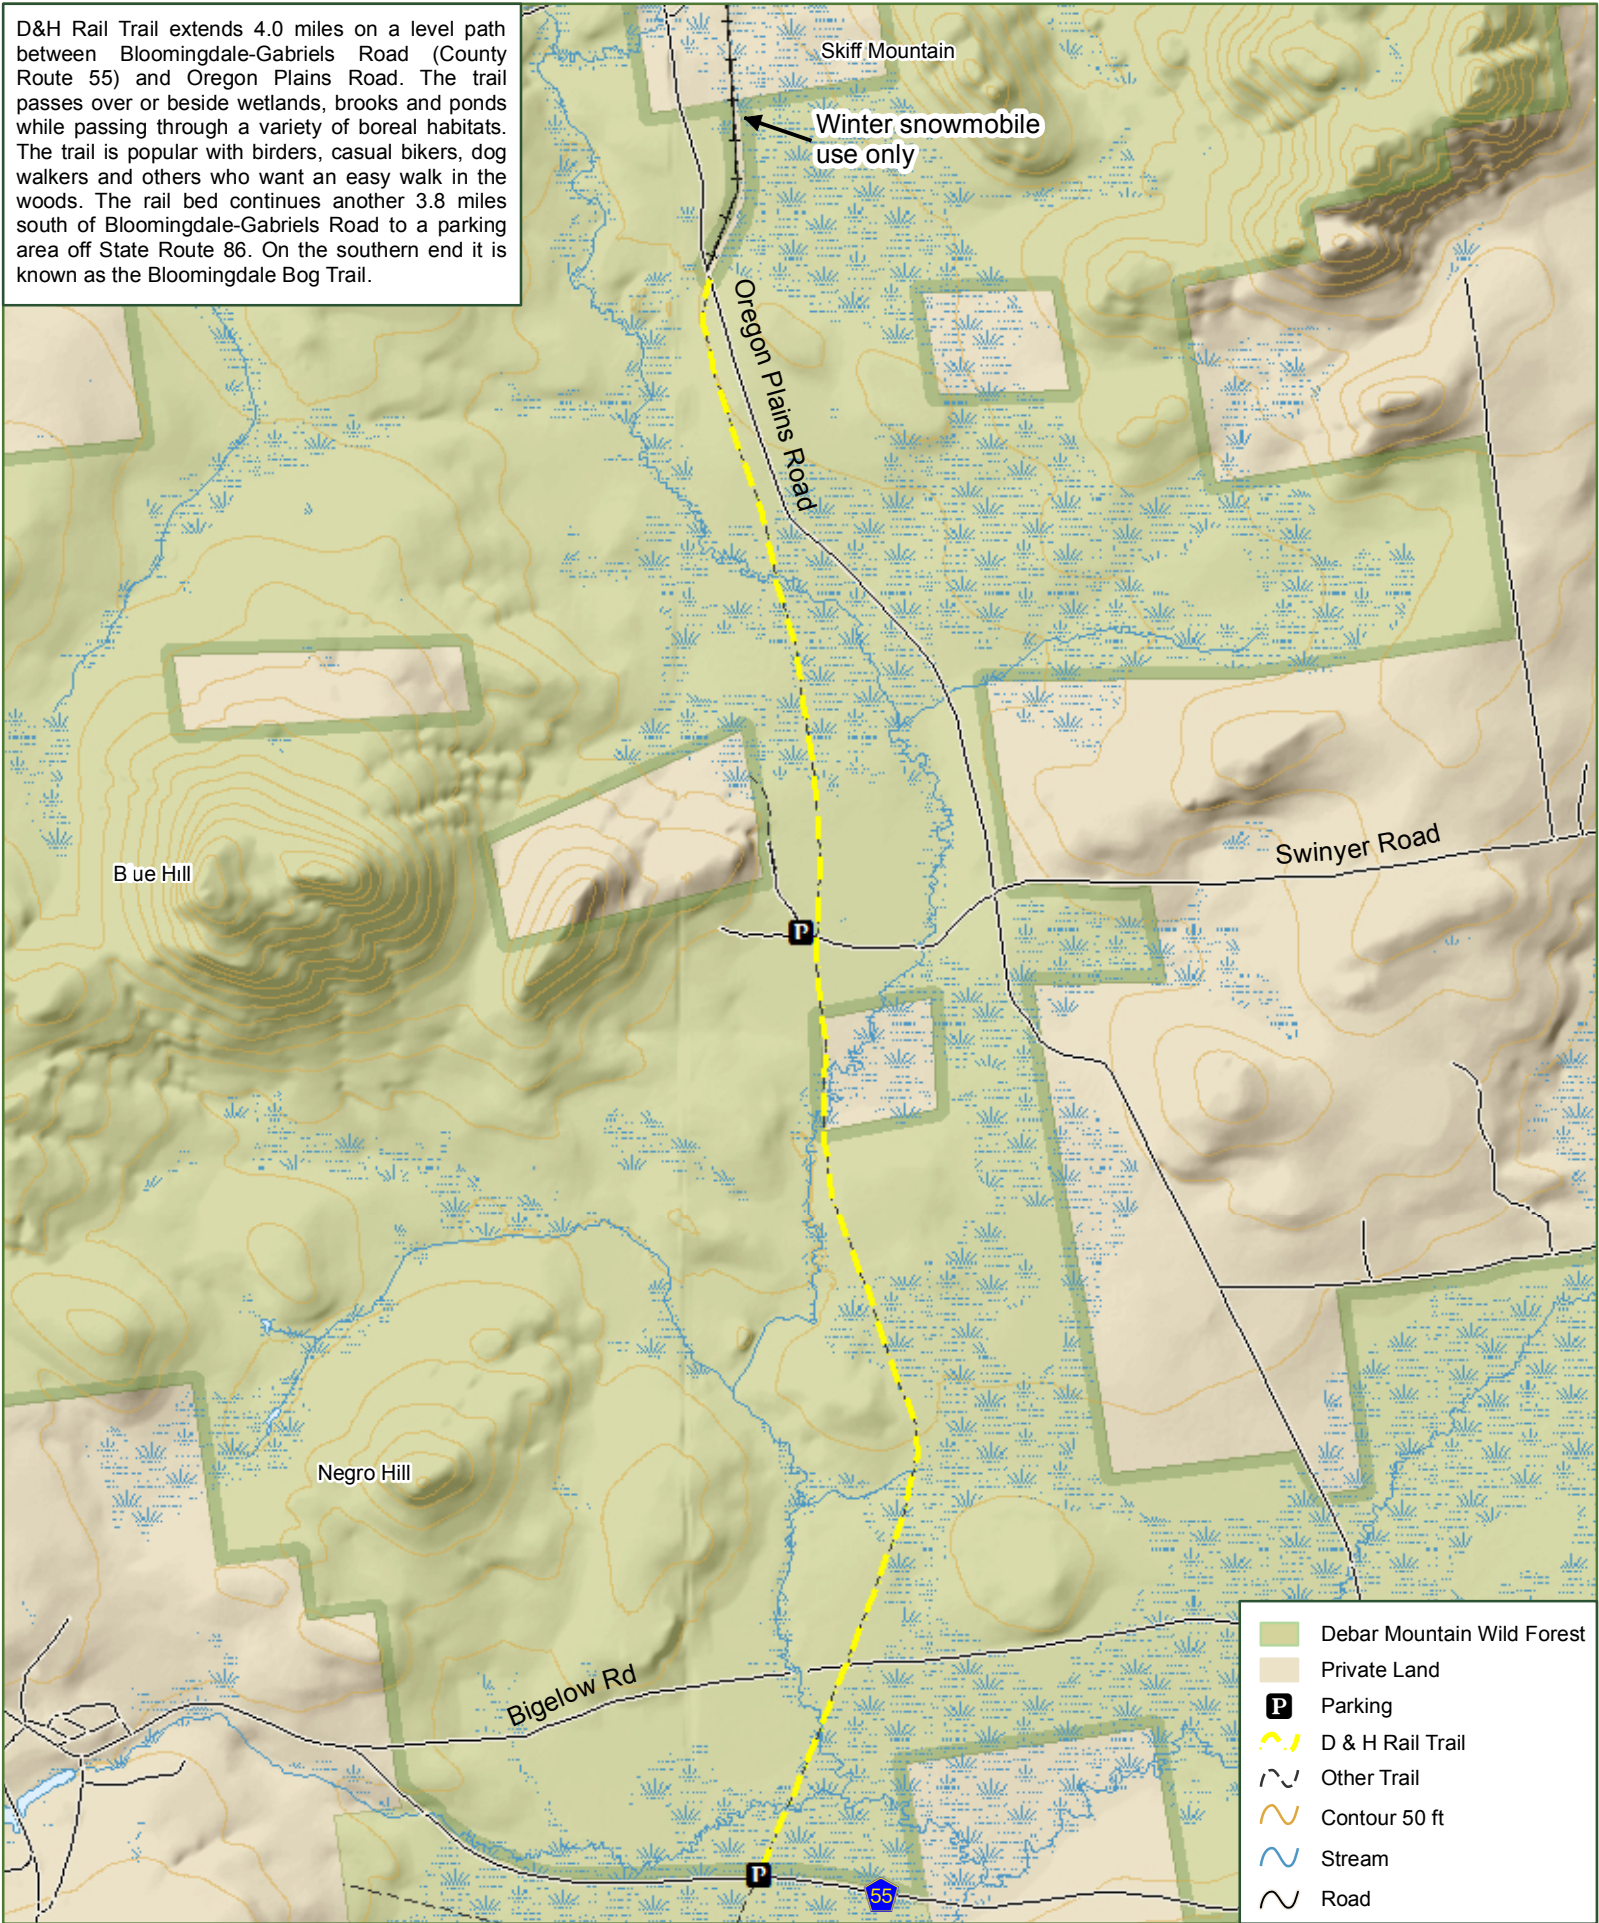 D&H Rail Trail extends 4.0 miles on a level path
between Bloomingdale-Gabriels Road (County
Route 55) and Oregon Plains Road. The trail
passes over or beside wetlands, brooks and ponds
while passing through a variety of boreal habitats.
The trail is popular with birders, casual bikers, dog
walkers and others who want an easy walk in the
woods. The rail bed continues another 3.8 miles
south of Bloomingdale-Gabriels Road to a parking
area off State Route 86. On the southern end it is
known as the Bloomingdale Bog Trail.
Skiff Mountain
Winter snowmobile
use only
Oregon Plains Road
Swinyer Road
B ue Hill
P
Negro Hill
Bigelow Rd
P
55
Debar Mountain Wild Forest
Private Land
P Parking
D & H Rail Trail
Other Trail
Contour 50 ft
Stream
Road